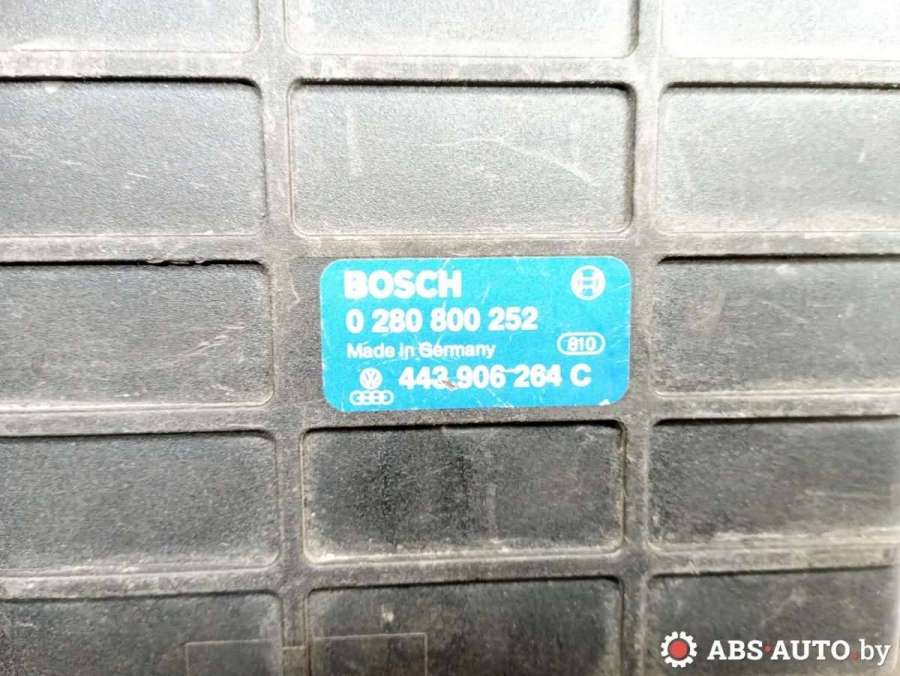 BOSCH
0 280 800 252
Made in Germany 810
443 906 264 C
ABS·AUTO.by